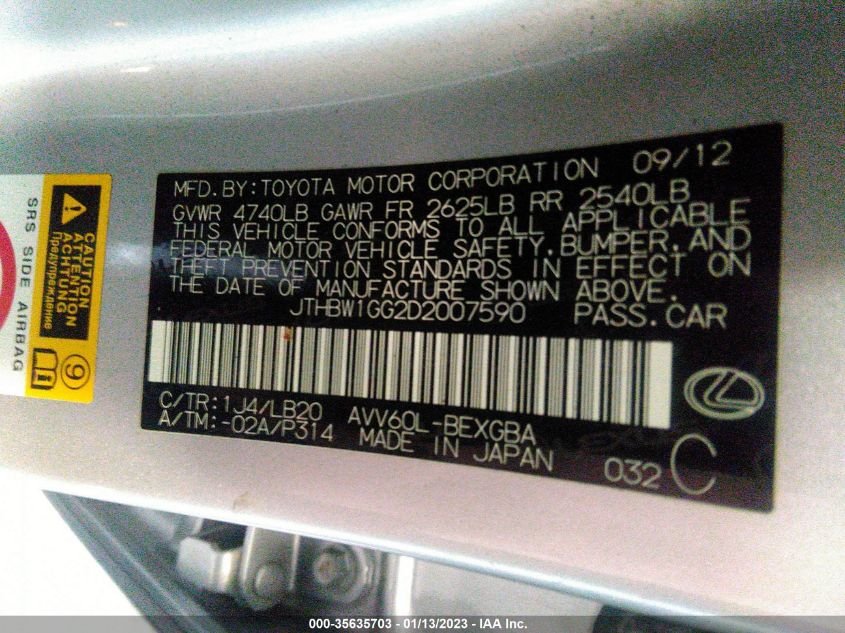 MFD. BY: TOYOTA MOTOR CORPORATION 09/12
GVWR 4740LB GAWR FR 2625LB RR 2540LB
THIS VEHICLE CONFORMS TO ALL APPLICABLE
FEDERAL MOTOR VEHICLE SAFETY, BUMPER, AND
THEFT PREVENTION STANDARDS IN EFFECT ON
THE DATE OF MANUFACTURE SHOWN ABOVE.
JTHBW1GG2D2007590 PASS. CAR
C/TR: 1J4/LB20 AVV60L-BEXGBA
A/TM: -02A/P314 MADE IN JAPAN 032 C
SRS SIDE AIRBAG
CAUTION
ATTENTION
ACHTUNG
Предупреждение
9
000-35635703 - 01/13/2023 - IAA Inc.